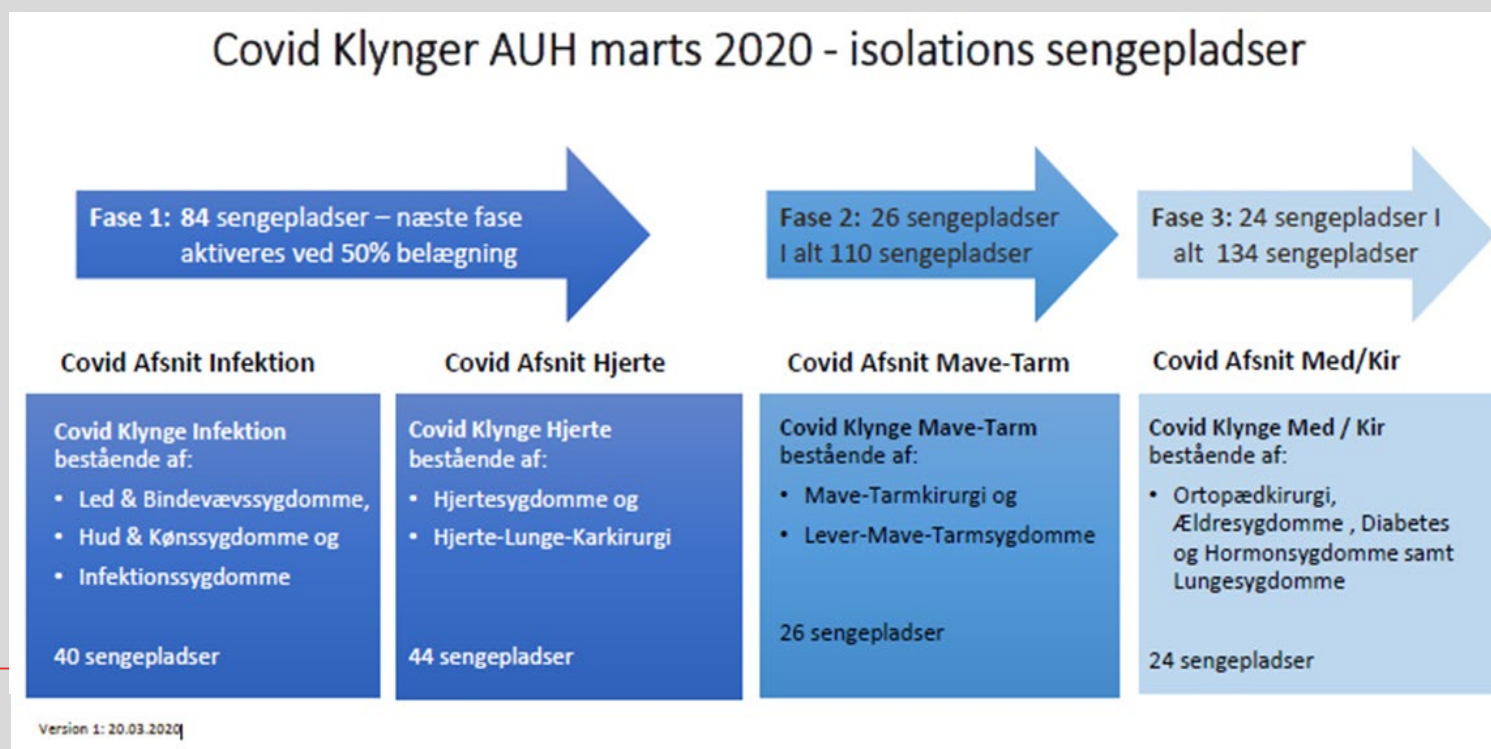 Covid Klynger AUH marts 2020 - isolations sengepladser
Fase 1: 84 sengepladser – næste fase
aktiveres ved 50% belægning
Fase 2: 26 sengepladser
I alt 110 sengepladser
Fase 3: 24 sengepladser I
alt 134 sengepladser
Covid Afsnit Infektion
Covid Klynge Infektion
bestående af:
• Led & Bindevævssygdomme,
• Hud & Kønssygdomme og
• Infektionssygdomme
40 sengepladser
Covid Afsnit Hjerte
Covid Klynge Hjerte
bestående af:
• Hjertesygdomme og
• Hjerte-Lunge-Karkirurgi
44 sengepladser
Covid Afsnit Mave-Tarm
Covid Klynge Mave-Tarm
bestående af:
• Mave-Tarmkirurgi og
• Lever-Mave-Tarmsygdomme
26 sengepladser
Covid Afsnit Med/Kir
Covid Klynge Med / Kir
bestående af:
• Ortopædkirurgi,
Ældresygdomme , Diabetes
og Hormonsygdomme samt
Lungesygdomme
24 sengepladser
Version 1: 20.03.2020